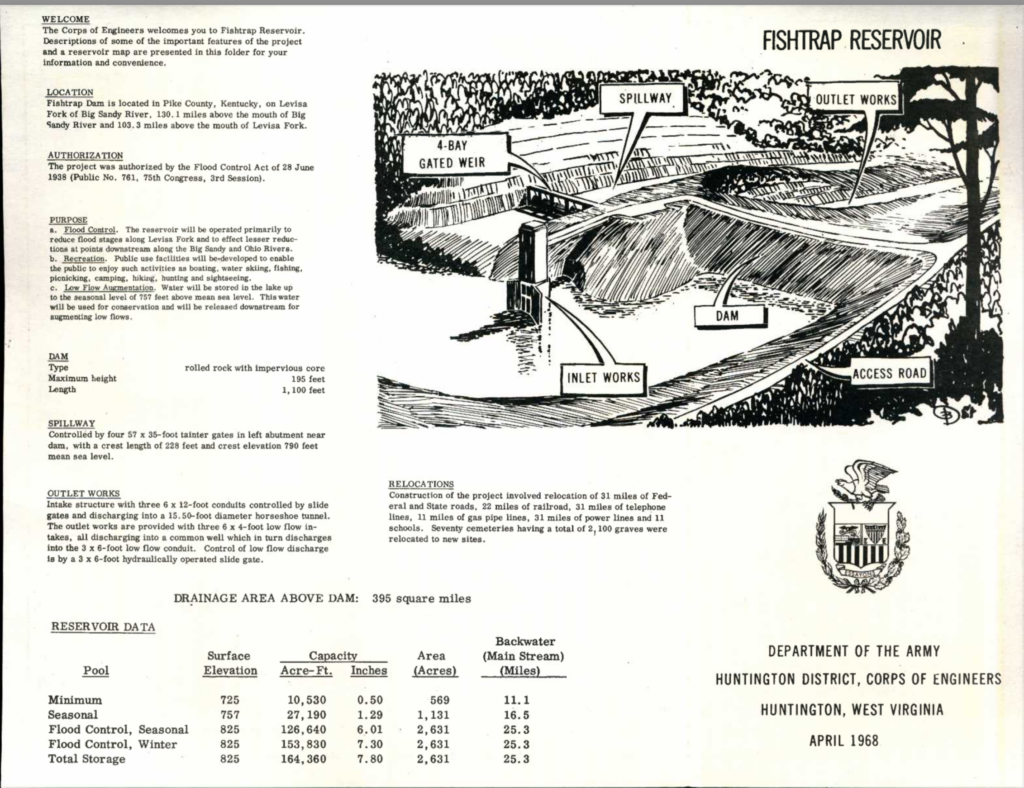 WELCOME
The Corps of Engineers welcomes you to Fishtrap Reservoir.
Descriptions of some of the important features of the project
and a reservoir map are presented in this folder for your
information and convenience.
LOCATION
Fishtrap Dam is located in Pike County, Kentucky, on Levisa
Fork of Big Sandy River, 130.1 miles above the mouth of Big
Sandy River and 103.3 miles above the mouth of Levisa Fork.
AUTHORIZATION
The project was authorized by the Flood Control Act of 28 June
1938 (Public No. 761, 75th Congress, 3rd Session).
PURPOSE
a. Flood Control. The reservoir will be operated primarily to
reduce flood stages along Levisa Fork and to effect lesser reduc-
tions at points downstream along the Big Sandy and Ohio Rivers.
b. Recreation. Public use facilities will be developed to enable
the public to enjoy such activities as boating, water skiing, fishing,
picnicking, camping, hiking, hunting and sightseeing.
c. Low Flow Augmentation. Water will be stored in the lake up
to the seasonal level of 757 feet above mean sea level. This water
will be used for conservation and will be released downstream for
augmenting low flows.
DAM
Type rolled rock with impervious core
Maximum height 195 feet
Length 1,100 feet
SPILLWAY
Controlled by four 57 x 35-foot tainter gates in left abutment near
dam, with a crest length of 228 feet and crest elevation 790 feet
mean sea level.
OUTLET WORKS
Intake structure with three 6 x 12-foot conduits controlled by slide
gates and discharging into a 15.50-foot diameter horseshoe tunnel.
The outlet works are provided with three 6 x 4-foot low flow in-
takes, all discharging into a common well which in turn discharges
into the 3 x 6-foot low flow conduit. Control of low flow discharge
is by a 3 x 6-foot hydraulically operated slide gate.
FISHTRAP RESERVOIR
SPILLWAY
OUTLET WORKS
4-BAY
GATED WEIR
DAM
INLET WORKS
ACCESS ROAD
RELOCATIONS
Construction of the project involved relocation of 31 miles of Fed-
eral and State roads, 22 miles of railroad, 31 miles of telephone
lines, 11 miles of gas pipe lines, 31 miles of power lines and 11
schools. Seventy cemeteries having a total of 2,100 graves were
relocated to new sites.
DRAINAGE AREA ABOVE DAM: 395 square miles
RESERVOIR DATA
Backwater
Surface Capacity Area (Main Stream)
Pool Elevation Acre-Ft. Inches (Acres) (Miles)
Minimum 725 10,530 0.50 569 11.1
Seasonal 757 27,190 1.29 1,131 16.5
Flood Control, Seasonal 825 126,640 6.01 2,631 25.3
Flood Control, Winter 825 153,830 7.30 2,631 25.3
Total Storage 825 164,360 7.80 2,631 25.3
DEPARTMENT OF THE ARMY
HUNTINGTON DISTRICT, CORPS OF ENGINEERS
HUNTINGTON, WEST VIRGINIA
APRIL 1968